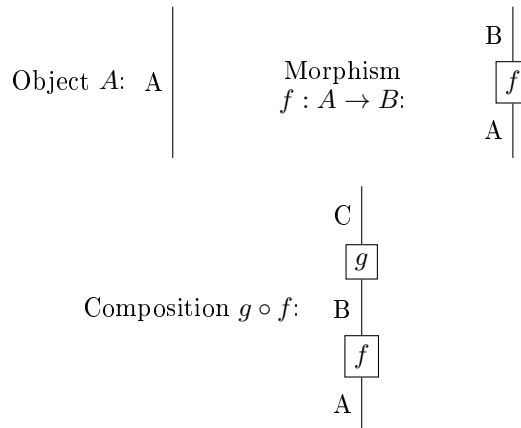 B
Object A: A
Morphism
f : A → B:
f
A
C
g
Composition g ∘ f: B
f
A